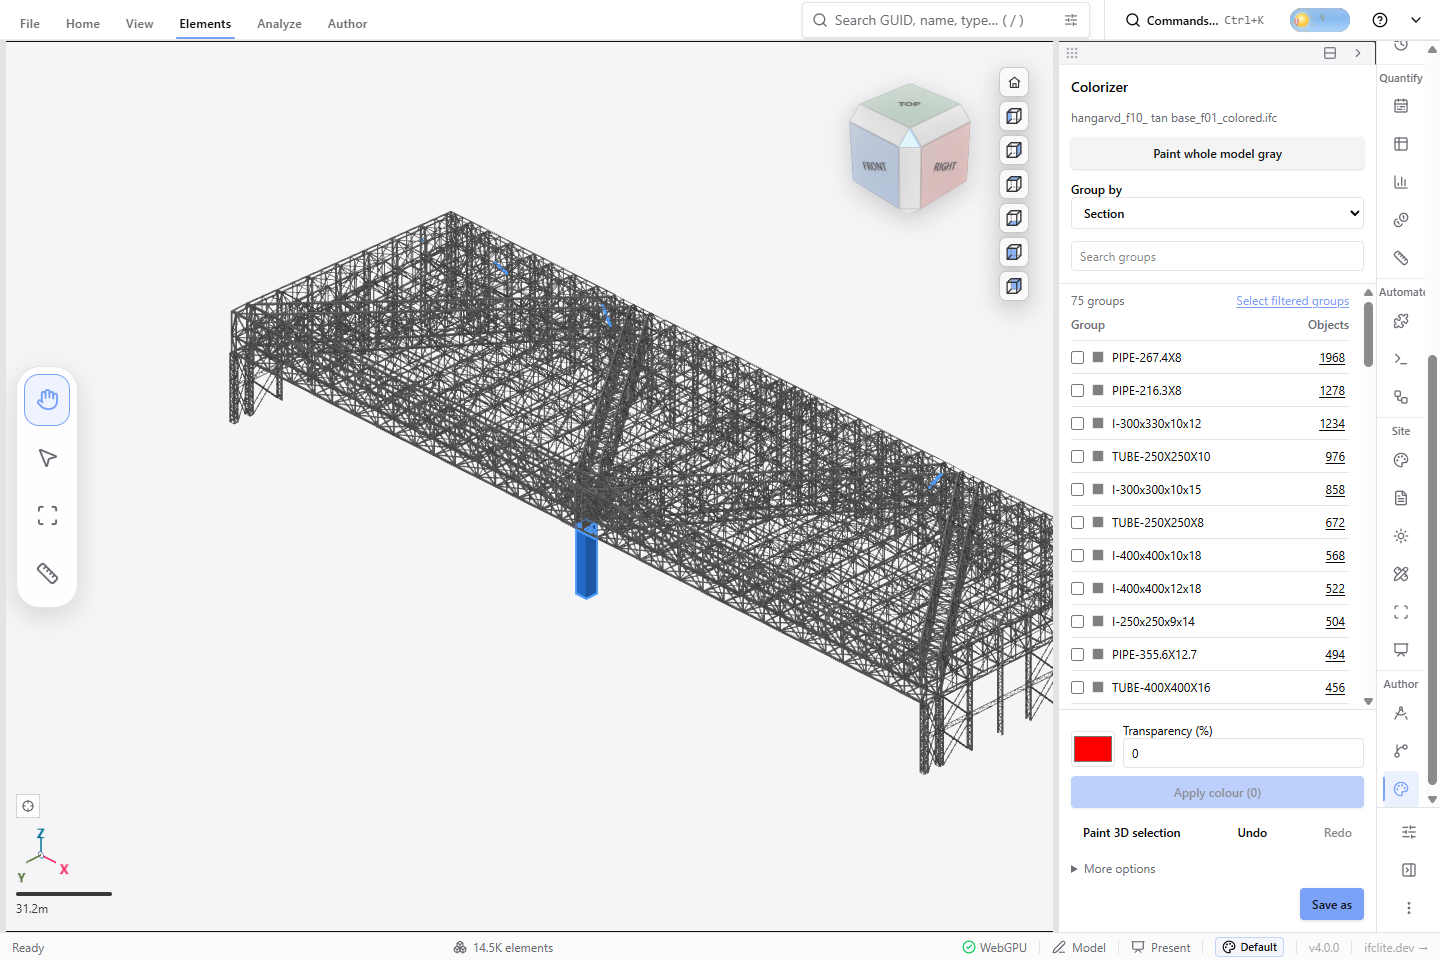 File Home View Elements Analyze Author
Search GUID, name, type... ( / )
Commands... Ctrl+K
TOP
FRONT
RIGHT
Z
X
Y
31.2m
Colorizer
hangarvd_f10_ tan base_f01_colored.ifc
Paint whole model gray
Group by
Section
Search groups
75 groups Select filtered groups
Group Objects
PIPE-267.4X8 1968
PIPE-216.3X8 1278
I-300x330x10x12 1234
TUBE-250X250X10 976
I-300x300x10x15 858
TUBE-250X250X8 672
I-400x400x10x18 568
I-400x400x12x18 522
I-250x250x9x14 504
PIPE-355.6X12.7 494
TUBE-400X400X16 456
Transparency (%)
0
Apply colour (0)
Paint 3D selection Undo Redo
More options
Save as
Quantify
Automate
Site
Author
Ready 14.5K elements WebGPU Model Present Default v4.0.0 ifclite.dev →